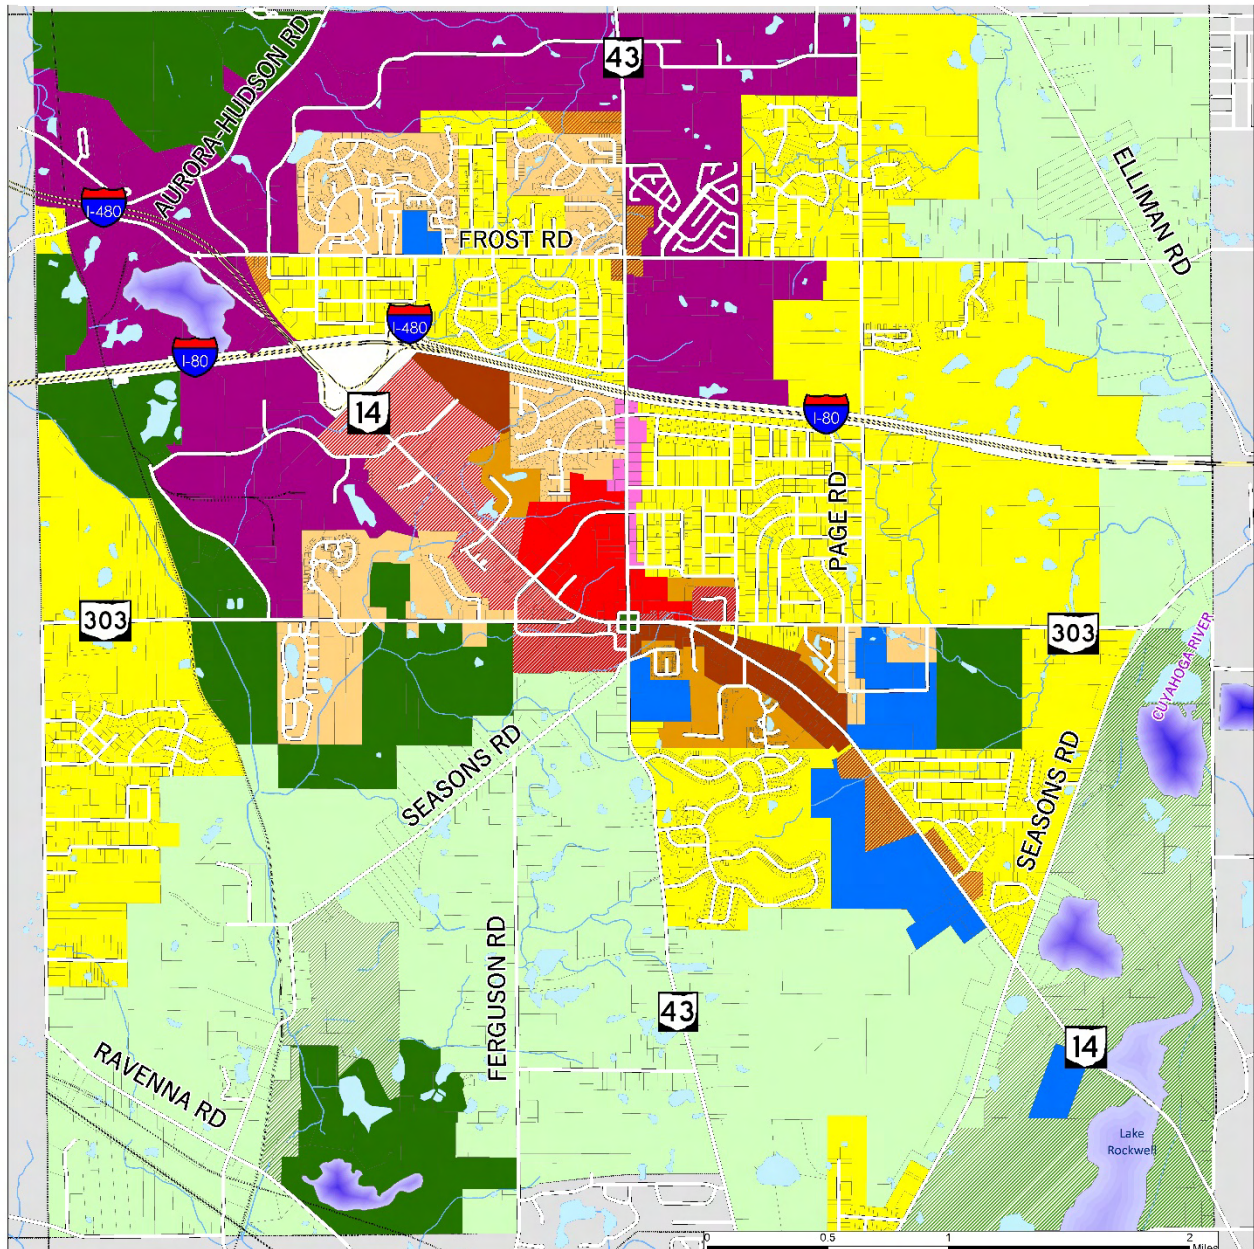 43
AURORA-HUDSON RD
ELLIMAN RD
I-480
FROST RD
I-480
I-80
14
I-80
PAGE RD
303
303
CUYAHOGA RIVER
SEASONS RD
SEASONS RD
FERGUSON RD
43
14
RAVENNA RD
Lake
Rockwell
0 0.5 1 2
Miles